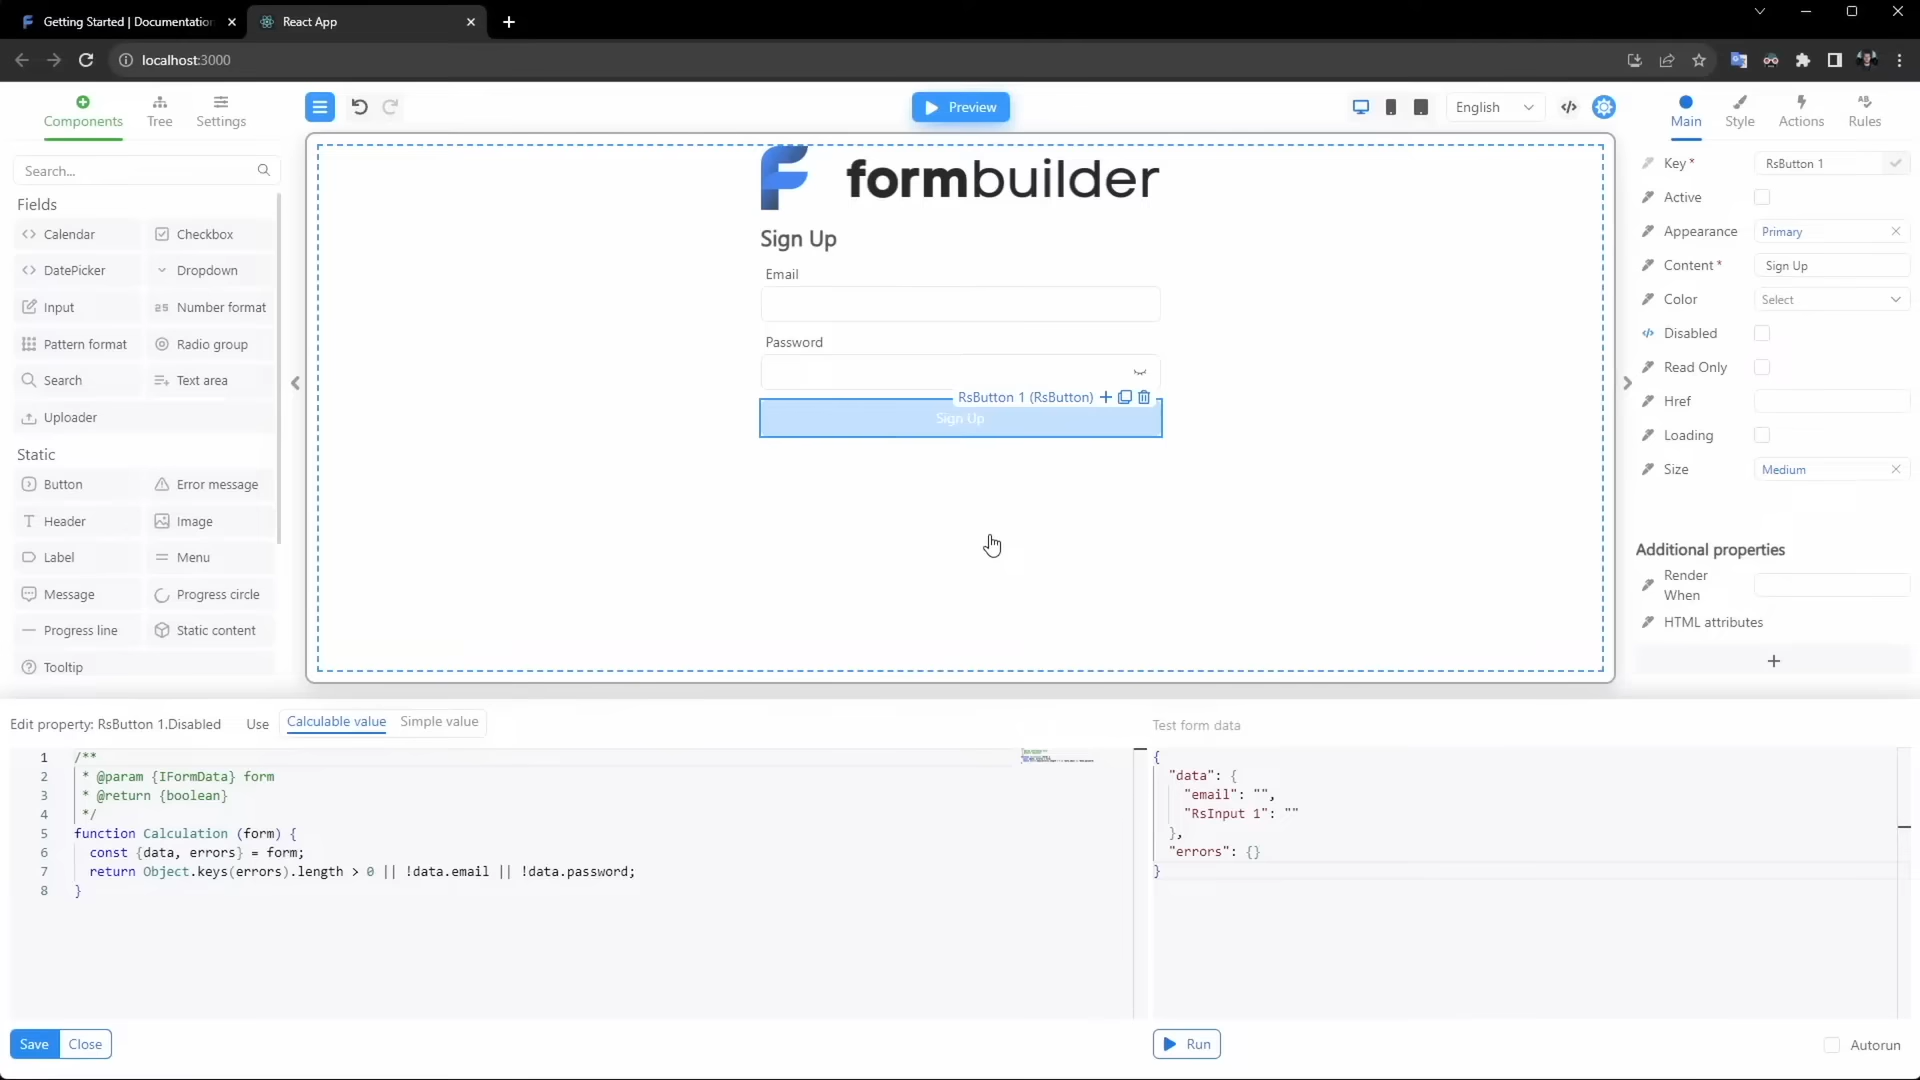 Getting Started | Documentation
React App
localhost:3000
Components
Tree
Settings
Preview
English
Main
Style
Actions
Rules
Search...
Fields
Calendar
Checkbox
DatePicker
Dropdown
Input
Number format
Pattern format
Radio group
Search
Text area
Uploader
Static
Button
Error message
Header
Image
Label
Menu
Message
Progress circle
Progress line
Static content
Tooltip
formbuilder
Sign Up
Email
Password
RsButton 1 (RsButton)
Sign Up
Key*
RsButton 1
Active
Appearance
Primary
Content*
Sign Up
Color
Select
Disabled
Read Only
Href
Loading
Size
Medium
Additional properties
Render
When
HTML attributes
Edit property: RsButton 1.Disabled
Use
Calculable value
Simple value
1 /**
2 * @param {IFormData} form
3 * @return {boolean}
4 */
5 function Calculation (form) {
6 const {data, errors} = form;
7 return Object.keys(errors).length > 0 || !data.email || !data.password;
8 }
Test form data
{
"data": {
"email": "",
"RsInput 1": ""
},
"errors": {}
}
Save
Close
Run
Autorun